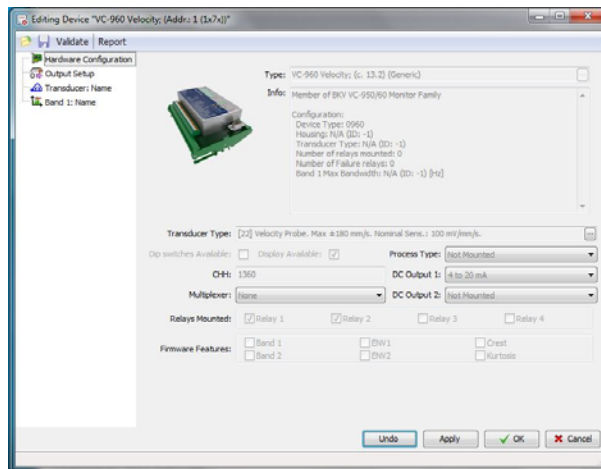 Editing Device "VC-960 Velocity; (Addr.: 1 (1x7x))"
Validate Report
Hardware Configuration
Output Setup
Transducer: Name
Band 1: Name
Type: VC-960 Velocity; (c. 13.2) (Generic)
Info: Member of BKV VC-950/60 Monitor Family
Configuration:
Device Type: 0960
Housing: N/A (ID: -1)
Transducer Type: N/A (ID: -1)
Number of relays mounted: 0
Number of Failure relays: 0
Band 1 Max Bandwidth: N/A (ID: -1) [Hz]
Transducer Type: [22] Velocity Probe. Max ±180 mm/s. Nominal Sens.: 100 mV/mm/s.
Dip switches Available: Display Available: Process Type: Not Mounted
CHH: 1360 DC Output 1: 4 to 20 mA
Multiplexer: None DC Output 2: Not Mounted
Relays Mounted: Relay 1 Relay 2 Relay 3 Relay 4
Firmware Features: Band 1 ENV1 Crest
Band 2 ENV2 Kurtosis
Undo Apply OK Cancel